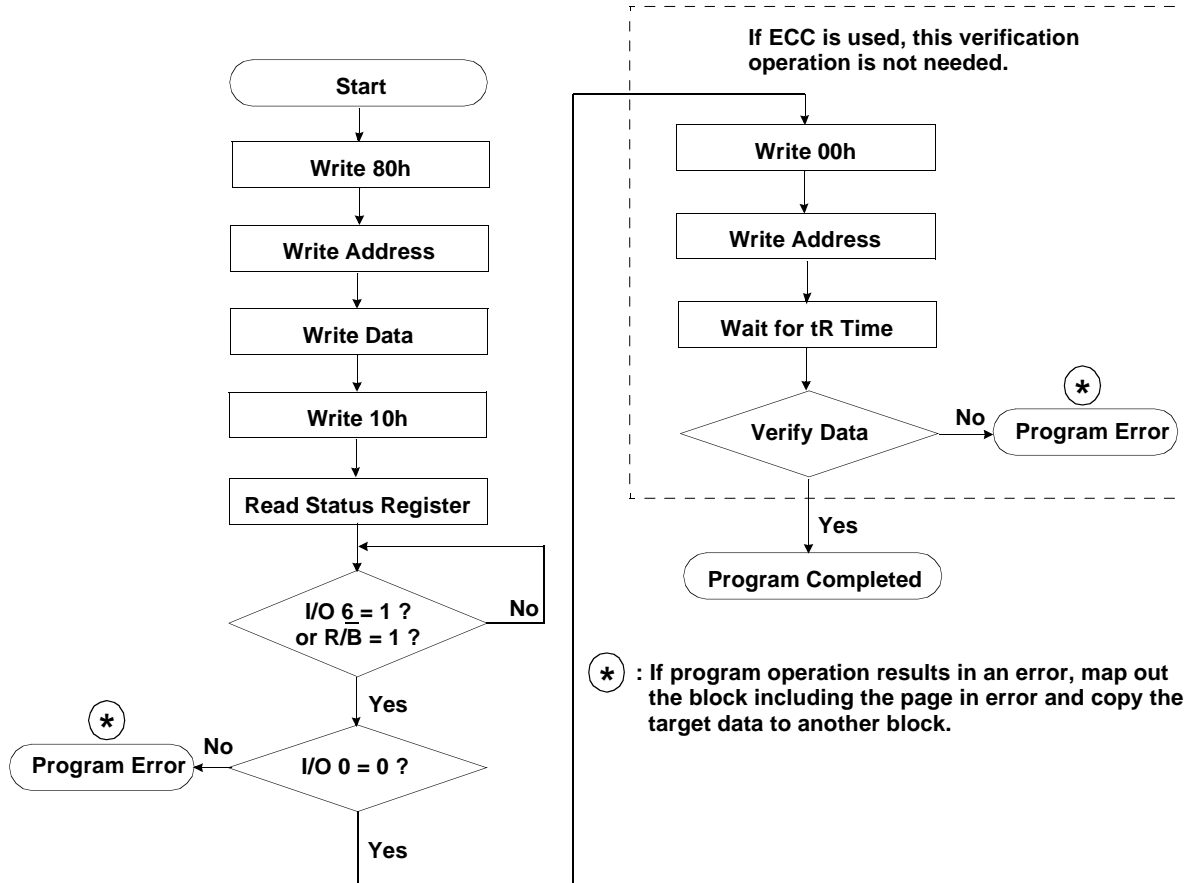 Start
Write 80h
Write Address
Write Data
Write 10h
Read Status Register
I/O 6 = 1 ?
or R/B = 1 ?
No
Yes
*
No
Program Error
I/O 0 = 0 ?
Yes
If ECC is used, this verification
operation is not needed.
Write 00h
Write Address
Wait for tR Time
*
Verify Data
No
Program Error
Yes
Program Completed
* : If program operation results in an error, map out
the block including the page in error and copy the
target data to another block.